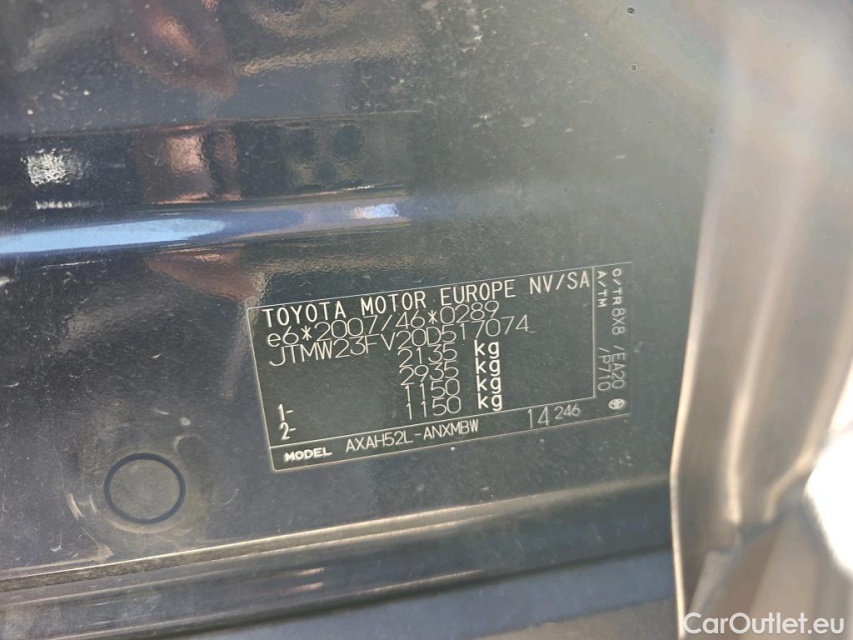 TOYOTA MOTOR EUROPE NV/SA
e6*2007/46*0289
JTMW23FV20D517074
2135 kg
2935 kg
1- 1150 kg
2- 1150 kg
MODEL AXAH52L-ANXMBW 14 246
C/TR 8X8 /EA20
A/TM /P710
CarOutlet.eu